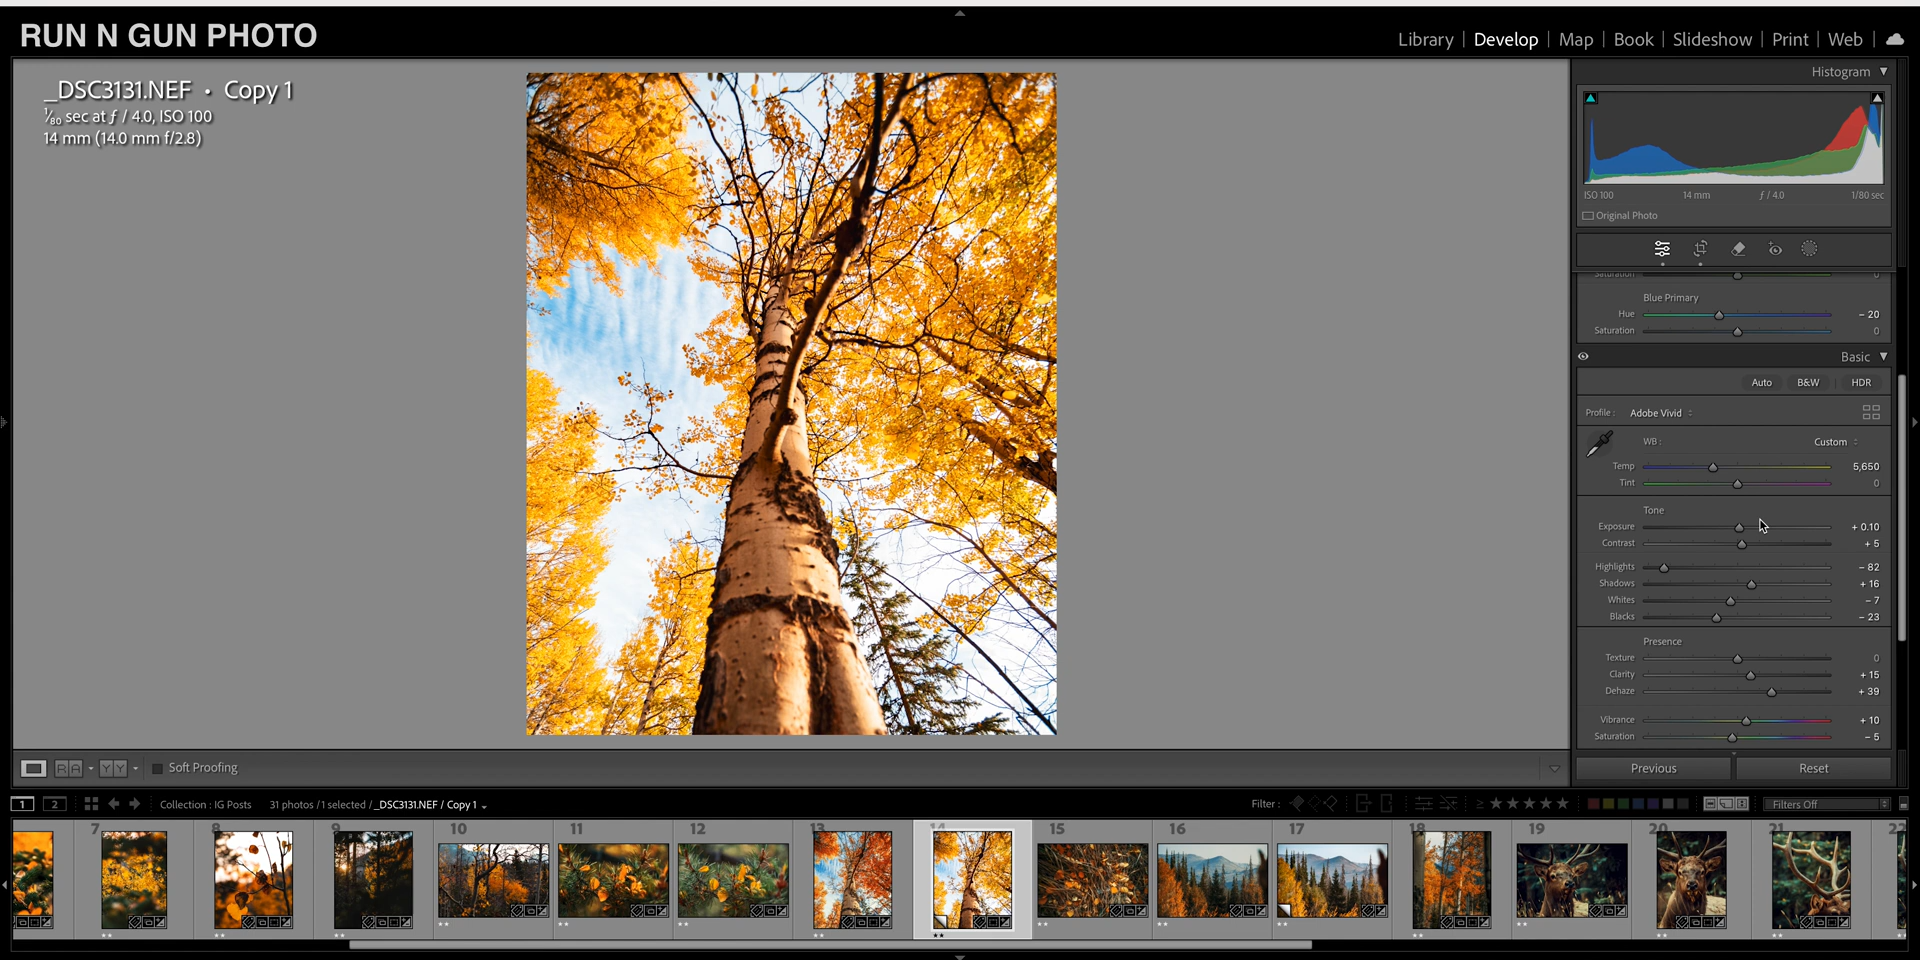 RUN N GUN PHOTO
Library | Develop | Map | Book | Slideshow | Print | Web
_DSC3131.NEF • Copy 1
1/80 sec at ƒ / 4.0, ISO 100
14 mm (14.0 mm f/2.8)
Histogram
ISO 100 14 mm ƒ / 4.0 1/80 sec
Original Photo
Saturation 0
Blue Primary
Hue − 20
Saturation 0
Basic
Auto B&W HDR
Profile : Adobe Vivid
WB : Custom
Temp 5,650
Tint 0
Tone
Exposure + 0.10
Contrast + 5
Highlights − 82
Shadows + 16
Whites − 7
Blacks − 23
Presence
Texture 0
Clarity + 15
Dehaze + 39
Vibrance + 10
Saturation − 5
Previous Reset
R A Y Y Soft Proofing
1 2 Collection : IG Posts 31 photos / 1 selected / _DSC3131.NEF / Copy 1 Filter : ≥ ★★★★★ Filters Off
7 8 9 10 11 12 13 14 15 16 17 18 19 20 21 22